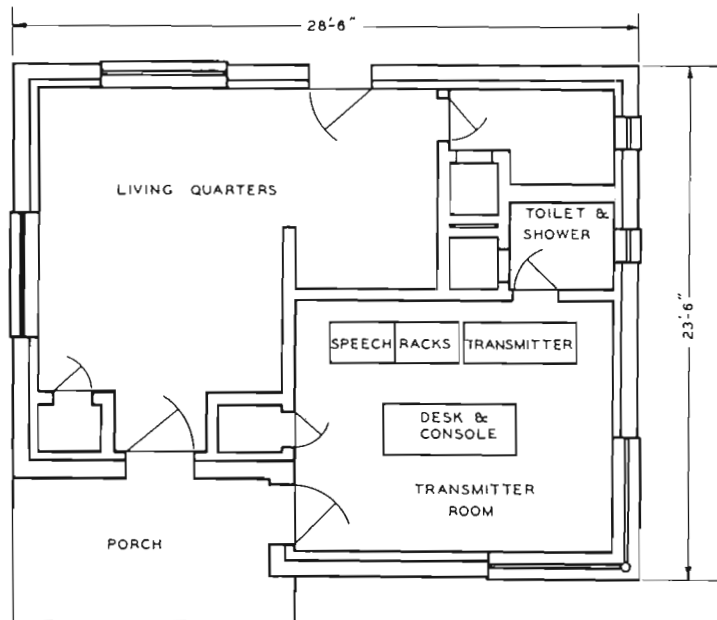 28'-6"
LIVING QUARTERS
TOILET &
SHOWER
23'-6"
SPEECH RACKS TRANSMITTER
DESK &
CONSOLE
TRANSMITTER
ROOM
PORCH